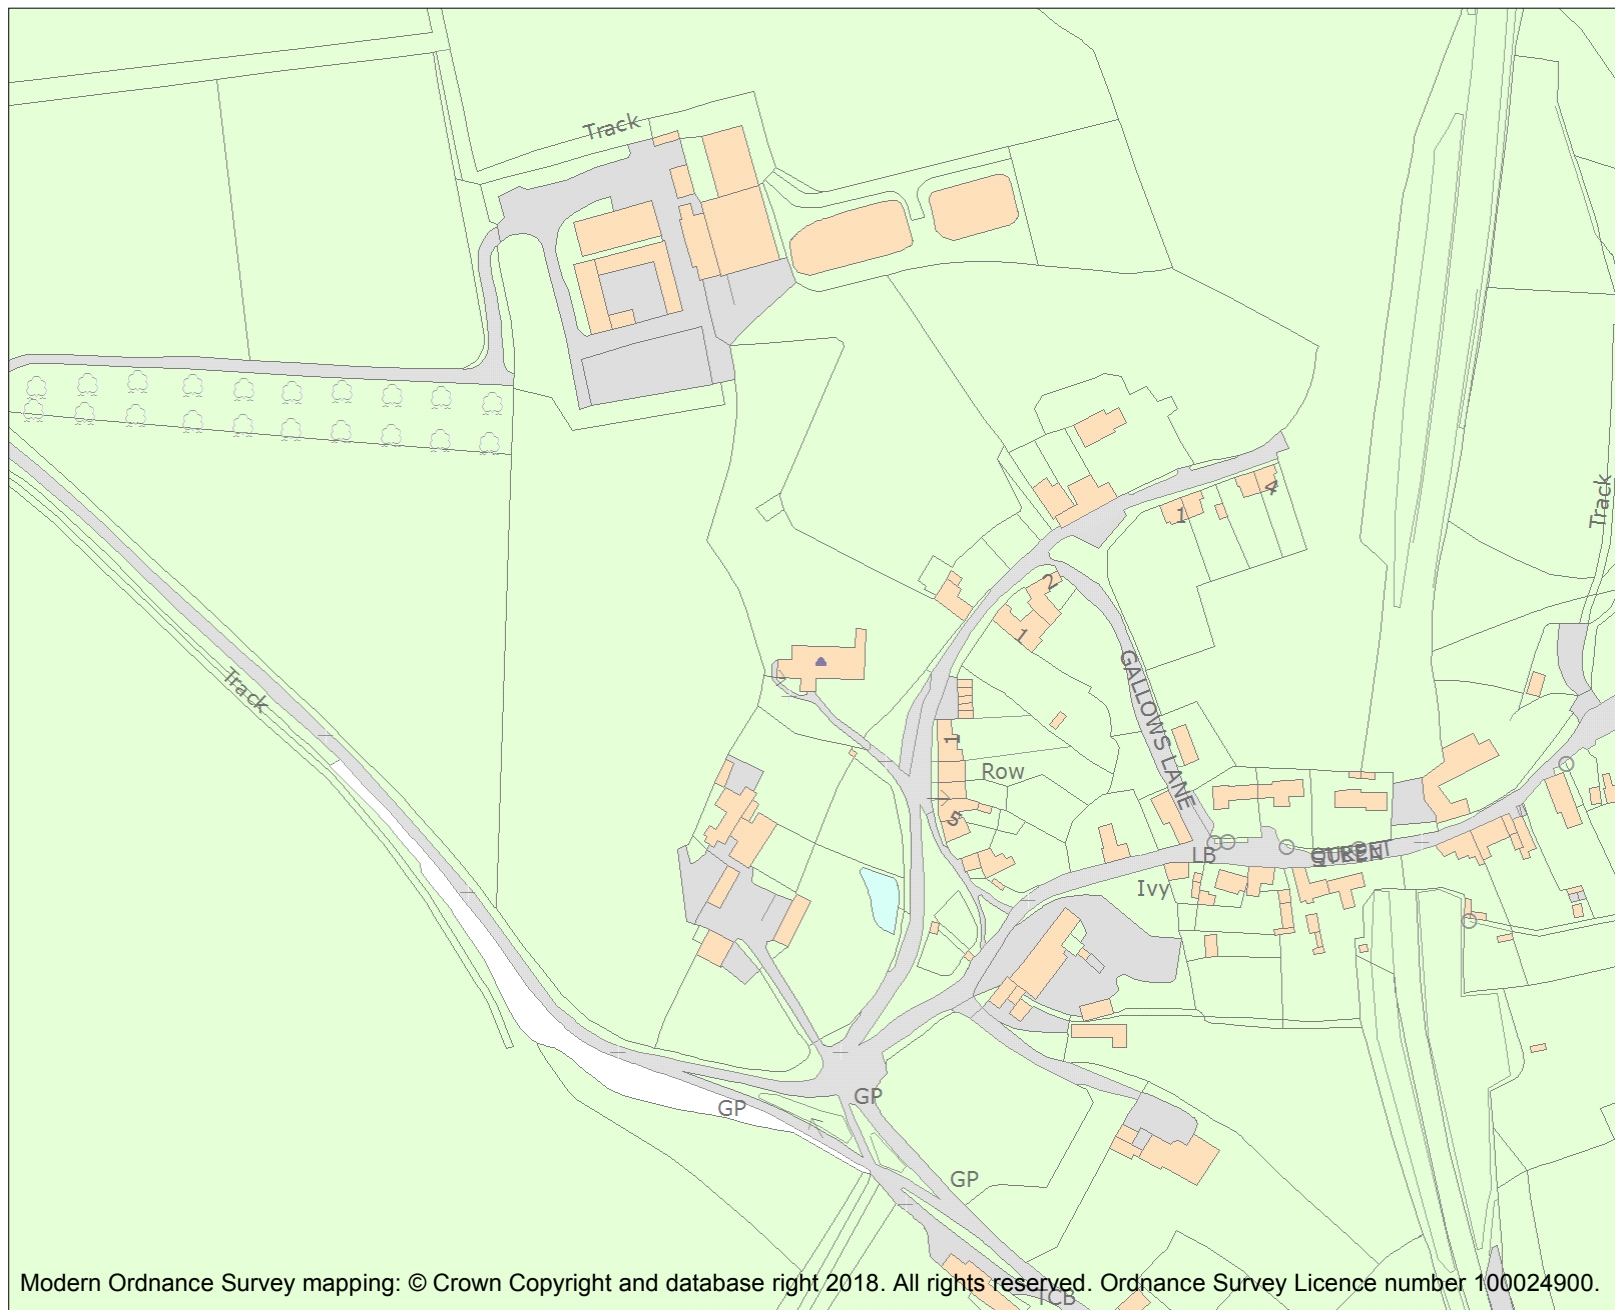 Track
4
1
Track
2
1
GALLOWS LANE
Track
1
Row
5
LB
Ivy
GP
GP
GP
TCB
Modern Ordnance Survey mapping: © Crown Copyright and database right 2018. All rights reserved. Ordnance Survey Licence number 100024900.